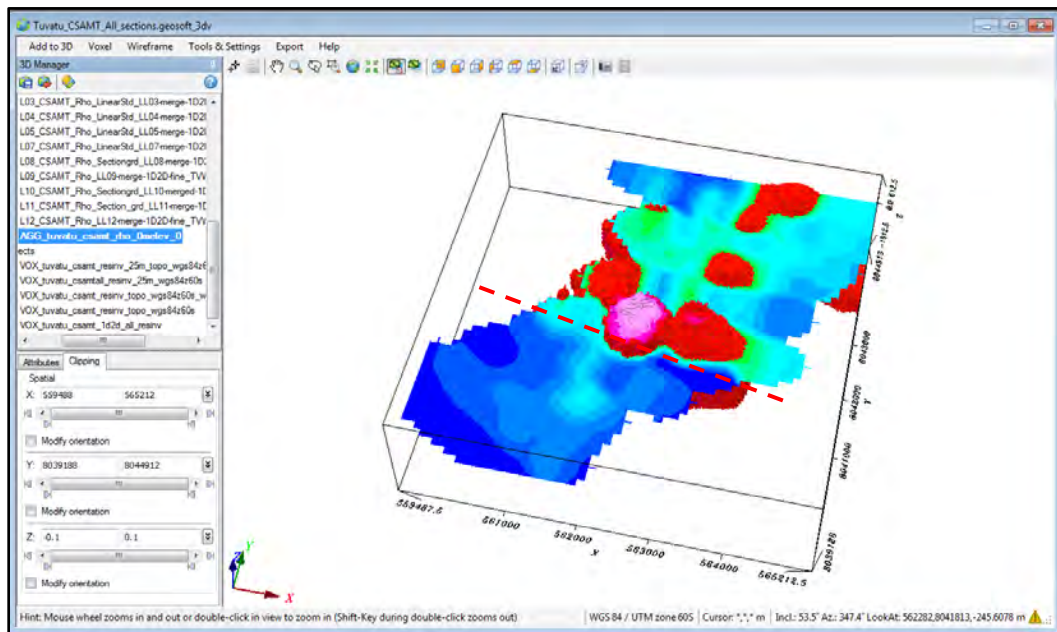 Tuvatu_CSAMT_All_sections.geosoft_3dv
Add to 3D Voxel Wireframe Tools & Settings Export Help
3D Manager
L03_CSAMT_Rho_LinearStd_LL03-merge-1D2I
L04_CSAMT_Rho_LinearStd_LL04-merge-1D2I
L05_CSAMT_Rho_LinearStd_LL05-merge-1D2I
L07_CSAMT_Rho_LinearStd_LL07-merge-1D2I
L08_CSAMT_Rho_Sectiongrd_LL08-merge-1D:
L09_CSAMT_Rho_LL09-merge-1D2D-fine_TVV
L10_CSAMT_Rho_Sectiongrd_LL10-merged-1D
L11_CSAMT_Rho_Section_grd_LL11-merge-1D
L12_CSAMT_Rho_LL12-merge-1D2D-fine_TVV
AGG_tuvatu_csamt_rho_0melev_0
ects
VOX_tuvatu_csamt_resinv_25m_topo_wgs84z6
VOX_tuvatu_csamtall_resinv_25m_wgs84z60s
VOX_tuvatu_csamt_resinv_topo_wgs84z60s_w
VOX_tuvatu_csamt_resinv_topo_wgs84z60s
VOX_tuvatu_csamt_1d2d_all_resinv
Attributes Clipping
Spatial
X: 559488 565212
Modify orientation
Y: 8039188 8044912
Modify orientation
Z: -0.1 0.1
Modify orientation
559487.5
561000
562000
X
563000
564000
565212.5
8041000
8042000
Y
8043000
Z
Z Y X
Hint: Mouse wheel zooms in and out or double-click in view to zoom in (Shift-Key during double-click zooms out) WGS 84 / UTM zone 60S Cursor: *,*,* m Incl.: 53.5° Az.: 347.4° LookAt: 562282,8041813,-245.6078 m